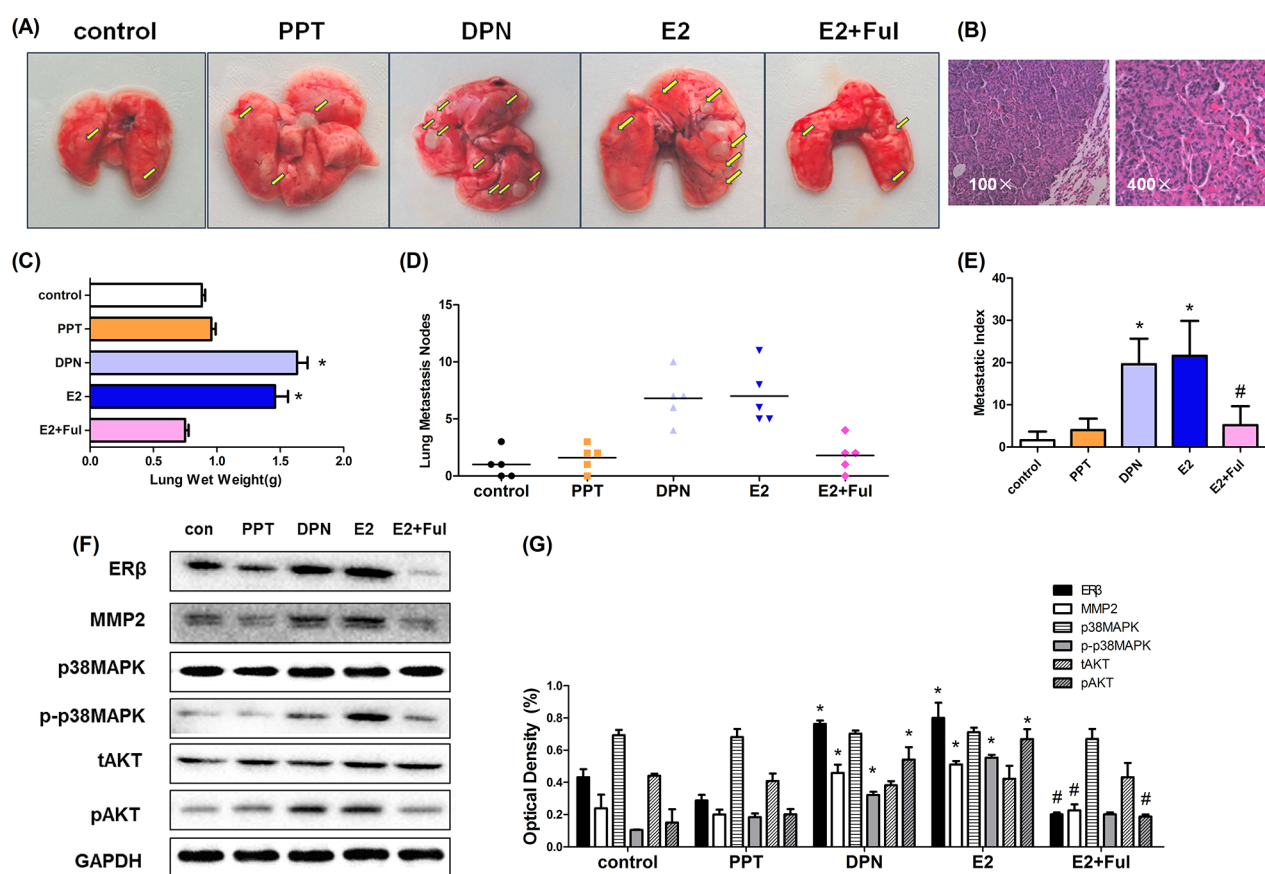 (A)
control
PPT
DPN
E2
E2+Ful
(B)
100×
400×
(C)
control
PPT
DPN
E2
E2+Ful
*
*
0.0 0.5 1.0 1.5 2.0
Lung Wet Weight(g)
(D)
Lung Metastasis Nodes
15
10
5
0
control PPT DPN E2 E2+Ful
(E)
Metastatic Index
40
30
20
10
0
* * #
control PPT DPN E2 E2+Ful
(F)
con PPT DPN E2 E2+Ful
ERβ
MMP2
p38MAPK
p-p38MAPK
tAKT
pAKT
GAPDH
(G)
ERβ
MMP2
p38MAPK
p-p38MAPK
tAKT
pAKT
Optical Density (%)
1.0
0.8
0.6
0.4
0.2
0.0
* * * *
* * * *
# # #
control PPT DPN E2 E2+Ful